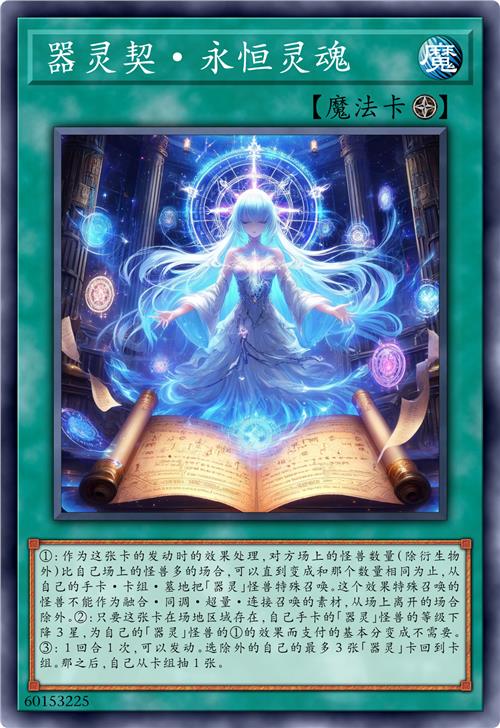 器灵契·永恒灵魂
魔
【魔法卡】
①:作为这张卡的发动时的效果处理,对方场上的怪兽数量(除衍生物
外)比自己场上的怪兽多的场合,可以直到变成和那个数量相同为止,从
自己的手卡·卡组·墓地把「器灵」怪兽特殊召唤。这个效果特殊召唤的
怪兽不能作为融合·同调·超量·连接召唤的素材,从场上离开的场合
除外。②:只要这张卡在场地区域存在,自己手卡的「器灵」怪兽的等级下
降3星,为自己的「器灵」怪兽的①的效果而支付的基本分变成不需要。
③:1回合1次,可以发动。选除外的自己的最多3张「器灵」卡回到卡
组。那之后,自己从卡组抽1张。
60153225